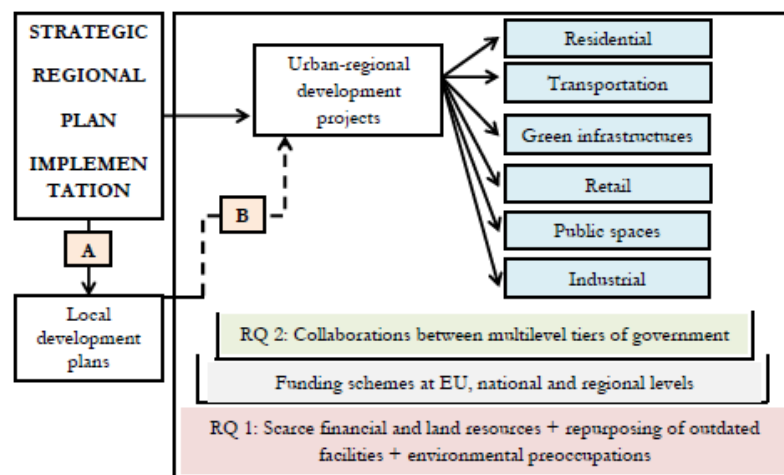 STRATEGIC
REGIONAL
PLAN
IMPLEMEN
TATION
A
Local
development
plans
B
Urban-regional
development
projects
Residential
Transportation
Green infrastructures
Retail
Public spaces
Industrial
RQ 2: Collaborations between multilevel tiers of government
Funding schemes at EU, national and regional levels
RQ 1: Scarce financial and land resources + repurposing of outdated
facilities + environmental preoccupations